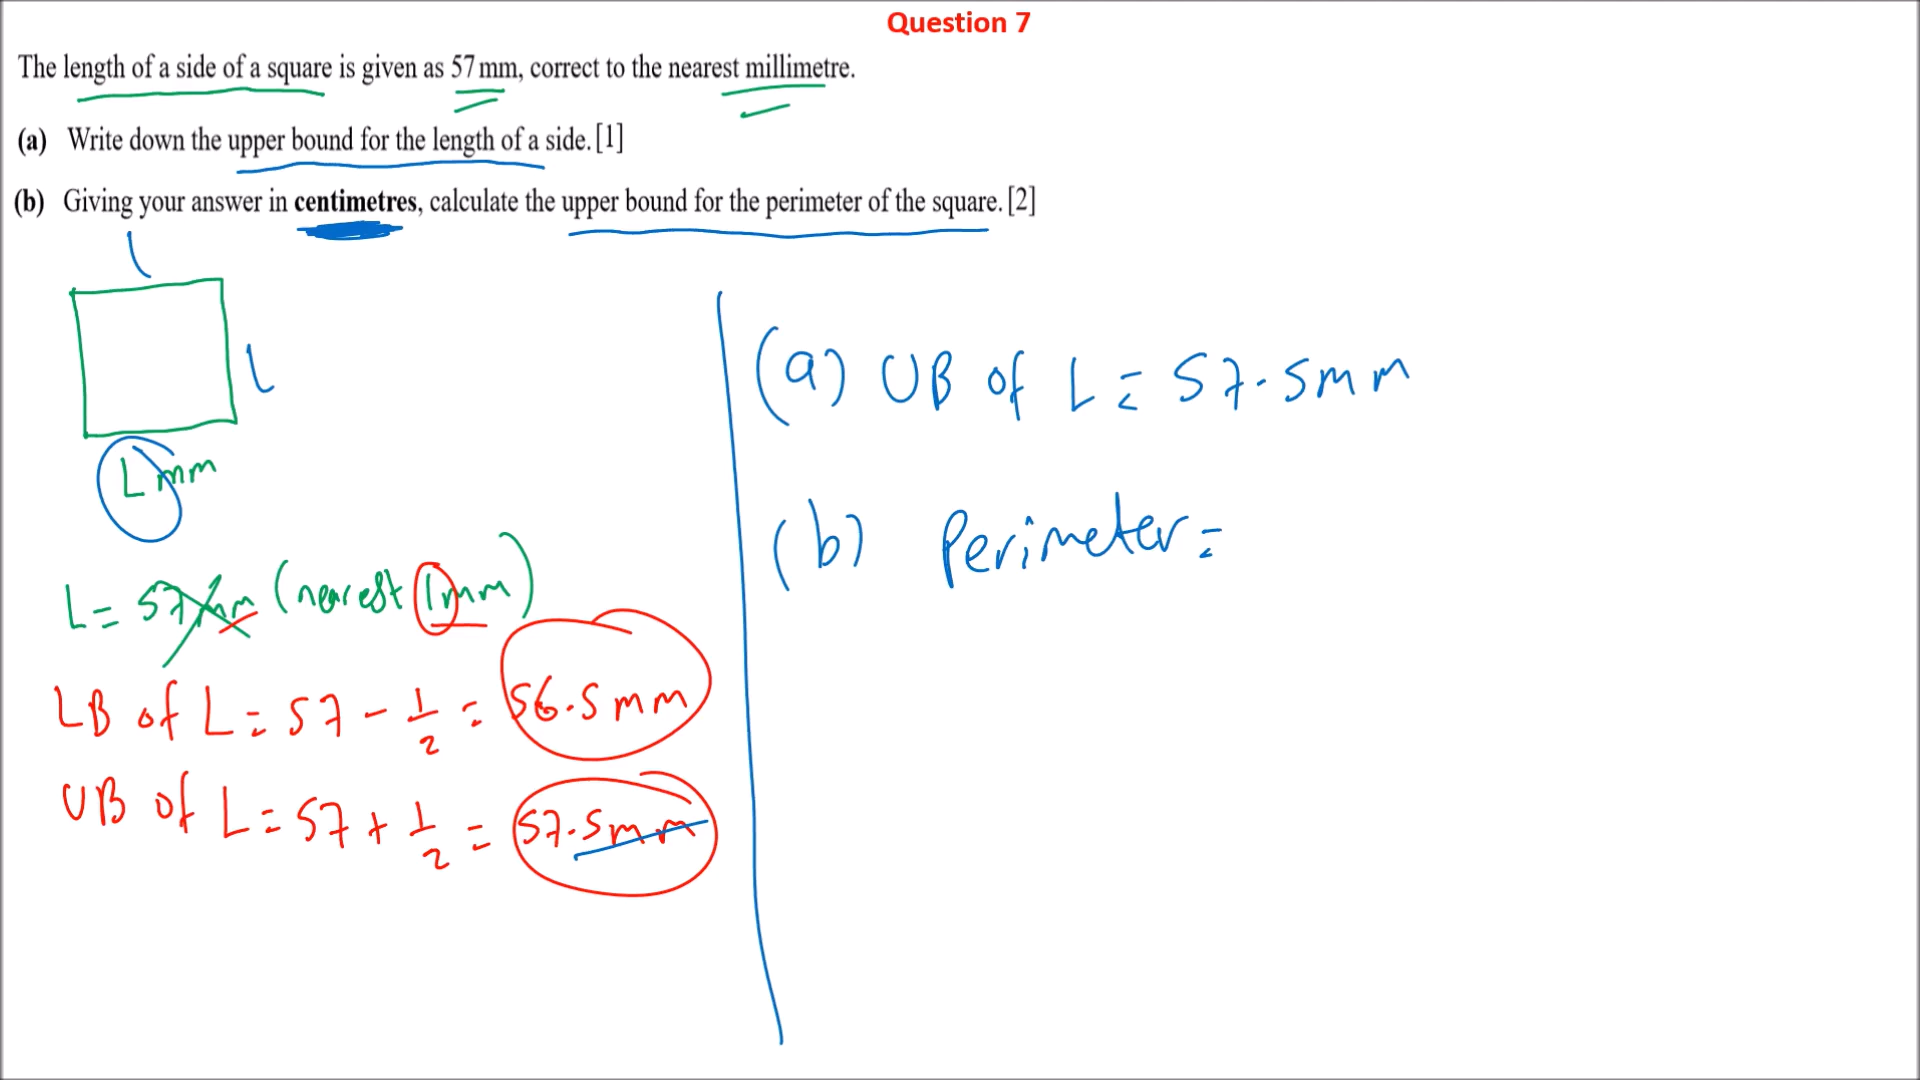 Question 7
The length of a side of a square is given as 57 mm, correct to the nearest millimetre.
(a) Write down the upper bound for the length of a side. [1]
(b) Giving your answer in centimetres, calculate the upper bound for the perimeter of the square. [2]
L
L
L mm
L = 57 mm (nearest 1mm)
LB of L = 57 - 1/2 = 56.5 mm
UB of L = 57 + 1/2 = 57.5 mm
(a) UB of L = 57.5 mm
(b) Perimeter =